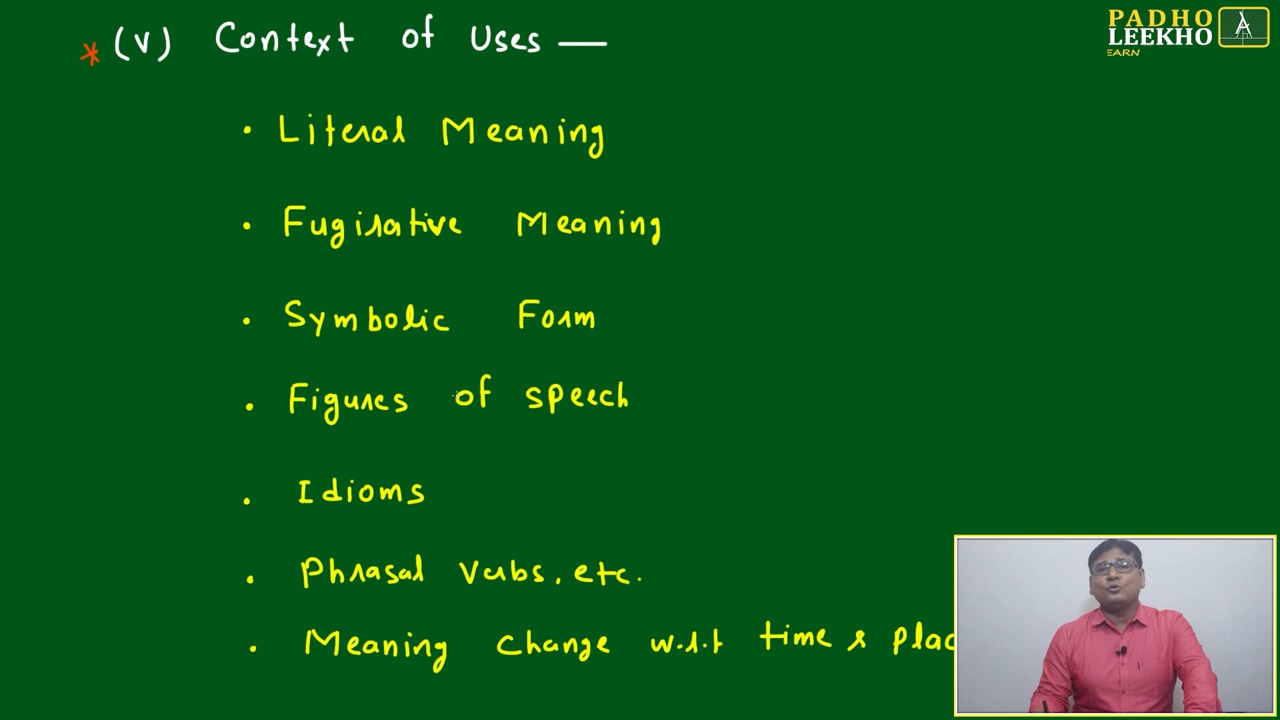 * (V) Context of Uses —
PADHO
LEEKHO
EARN
• Literal Meaning
• Fugirative Meaning
• Symbolic Form
• Figures of speech
• Idioms
• Phrasal Verbs, etc.
• Meaning change w.r.t time & plac